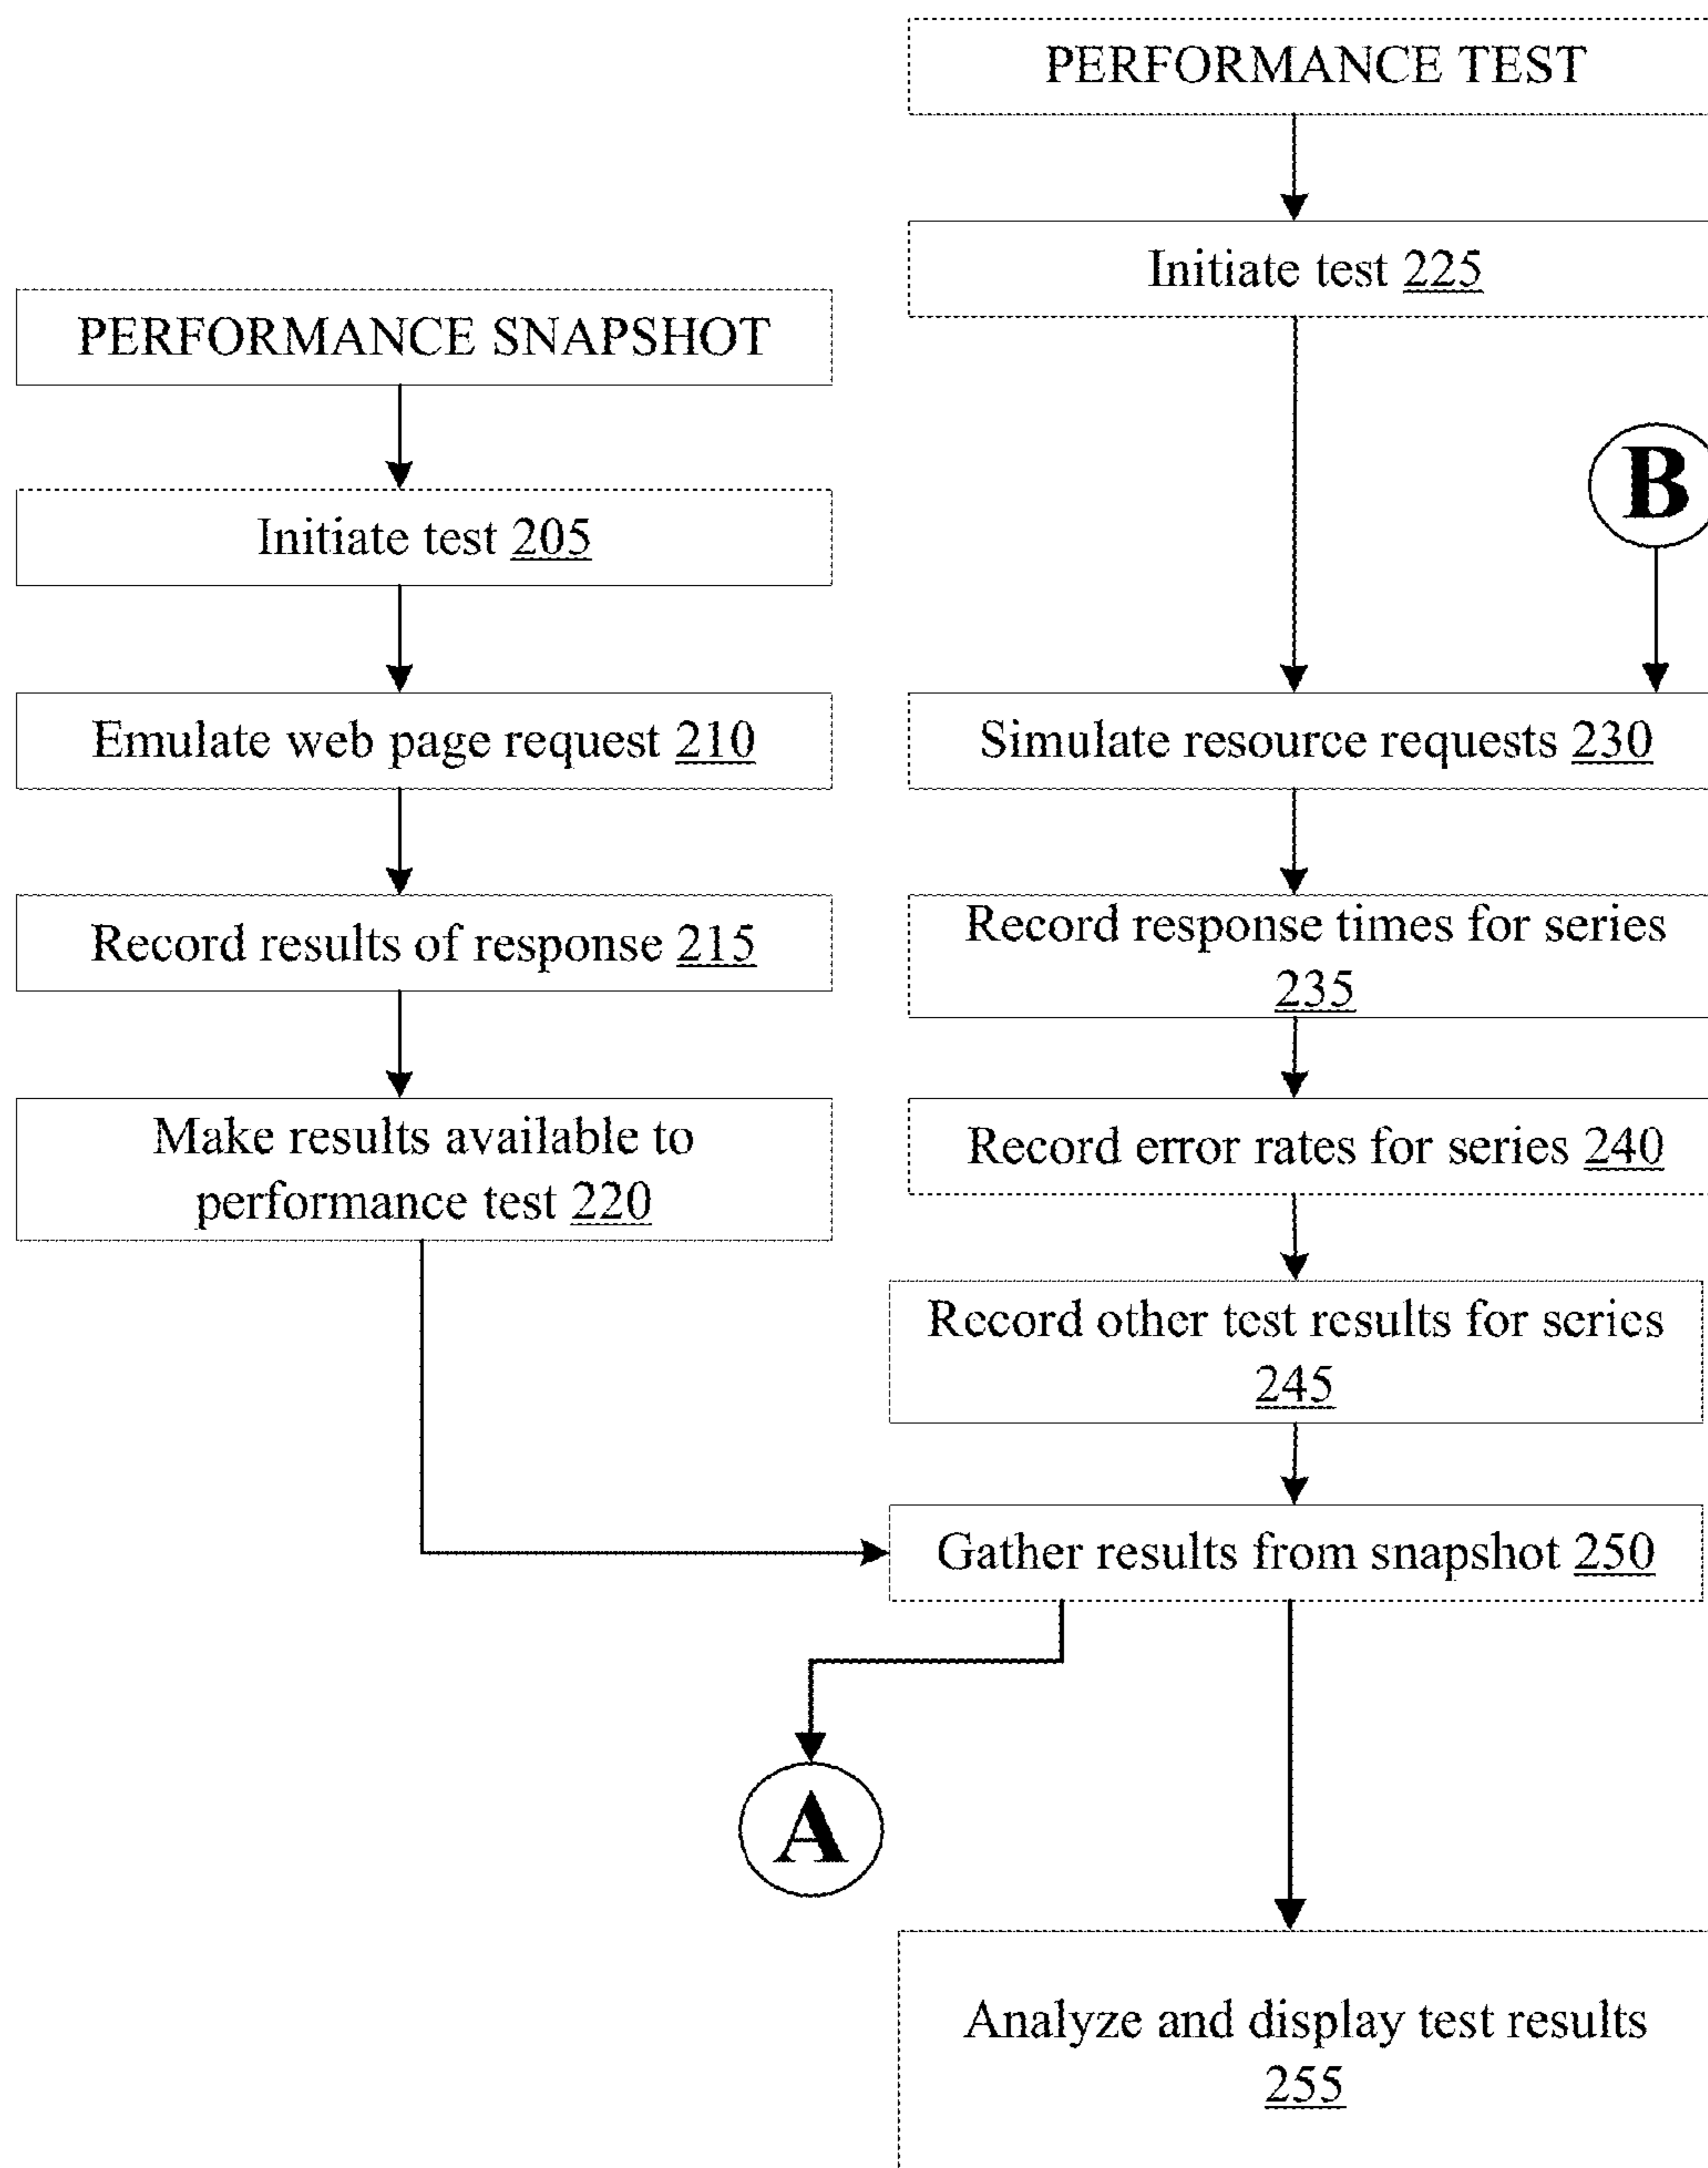 PERFORMANCE TEST
Initiate test 225
PERFORMANCE SNAPSHOT
Initiate test 205
B
Emulate web page request 210
Simulate resource requests 230
Record results of response 215
Record response times for series
235
Make results available to
performance test 220
Record error rates for series 240
Record other test results for series
245
Gather results from snapshot 250
A
Analyze and display test results
255